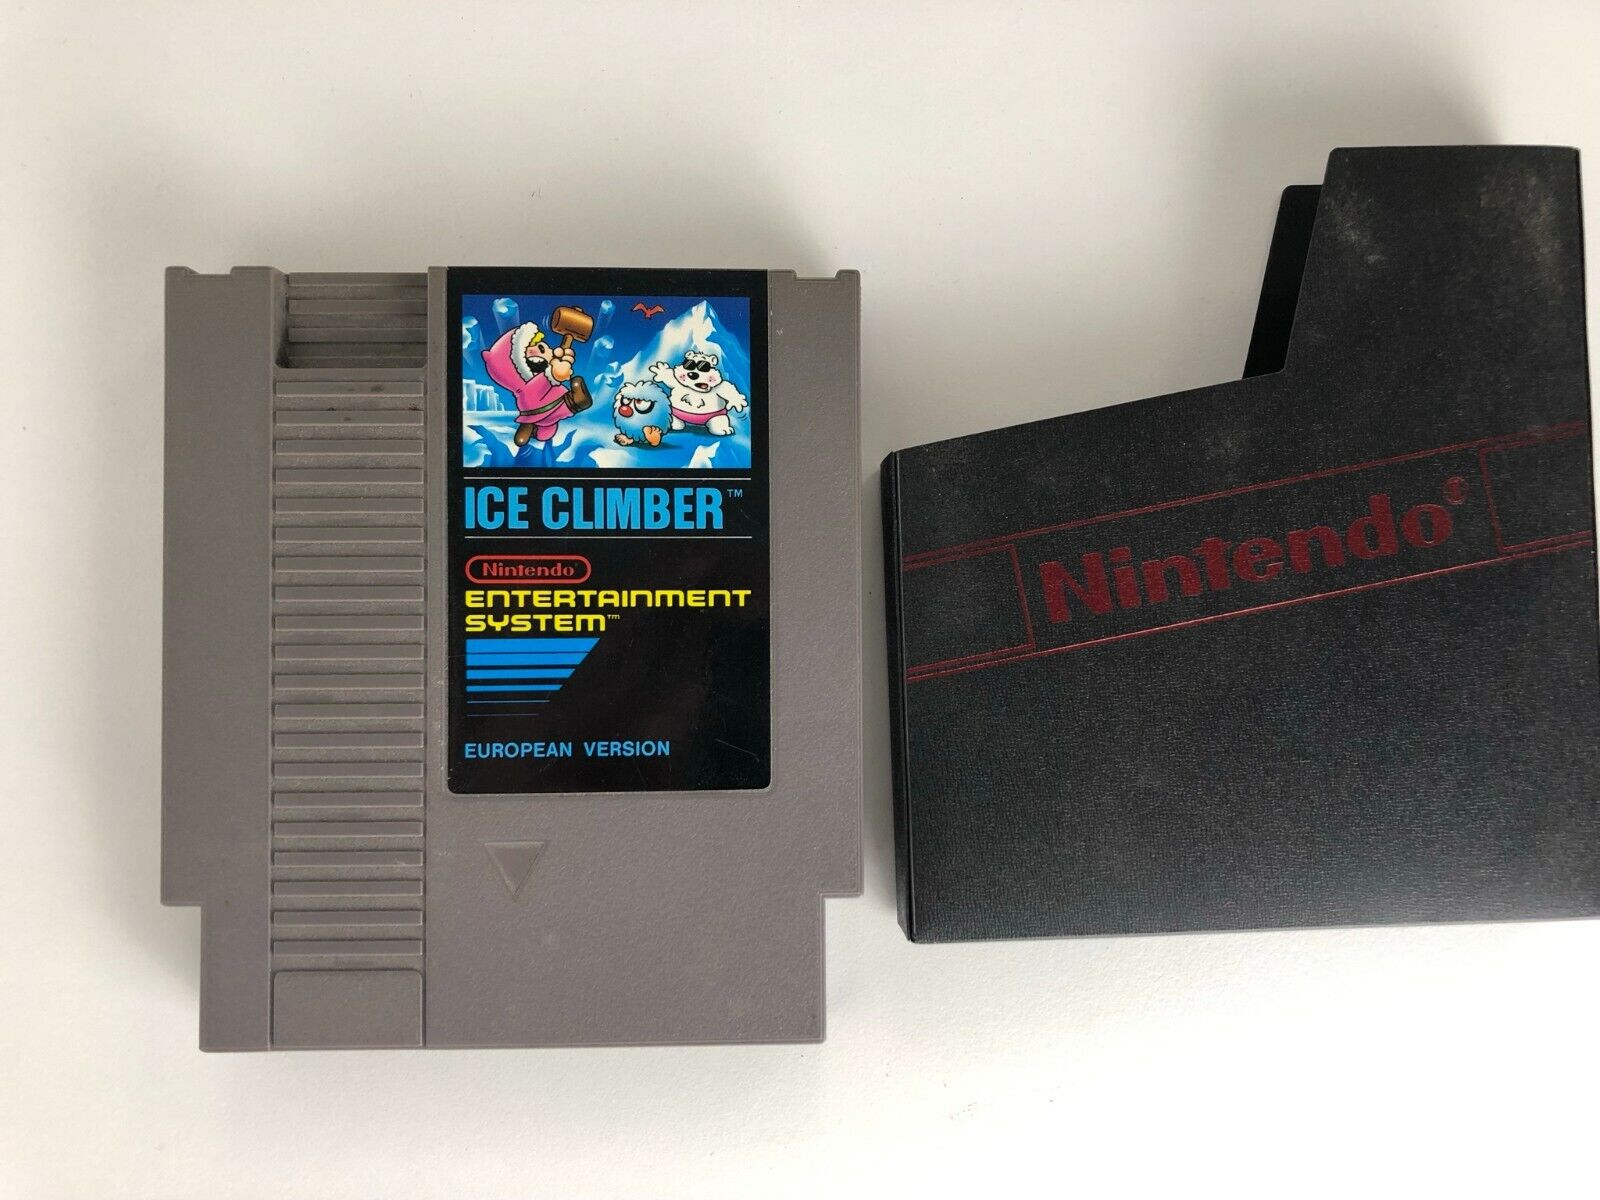 ICE CLIMBER™
Nintendo®
ENTERTAINMENT
SYSTEM™
EUROPEAN VERSION
Nintendo®